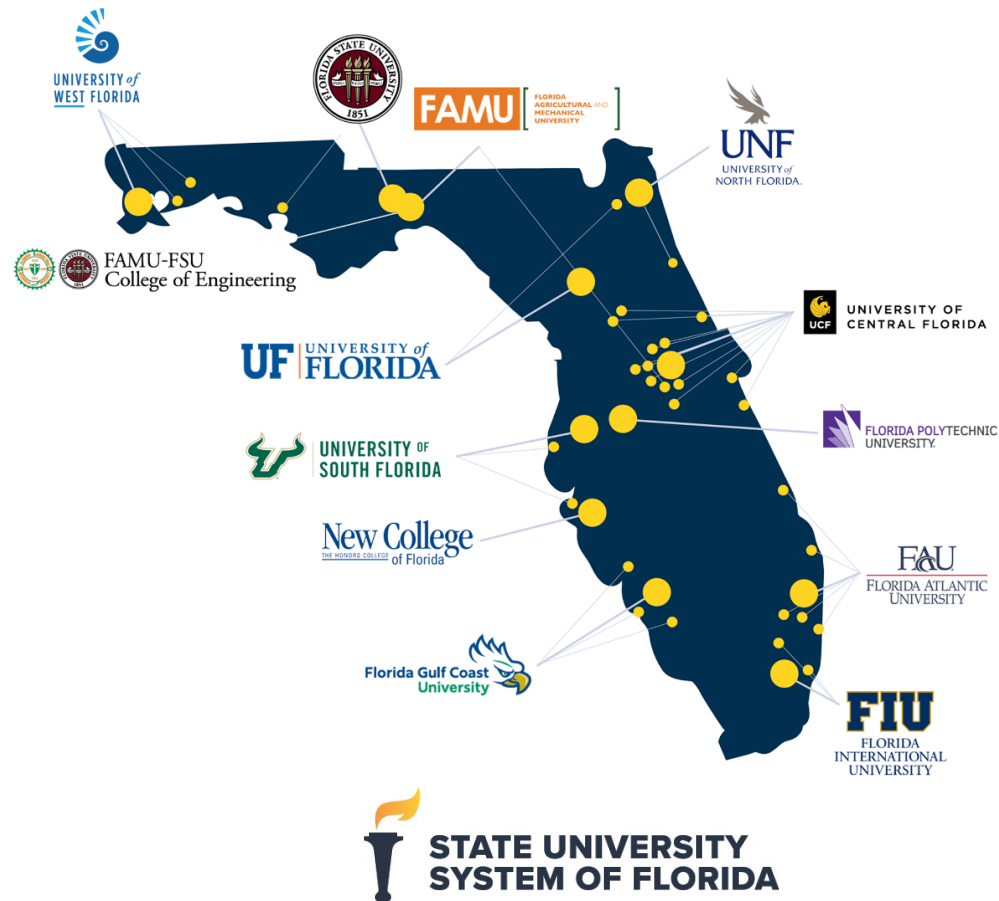 UNIVERSITY of
WEST FLORIDA
FLORIDA STATE UNIVERSITY
1851
FAMU
FLORIDA
AGRICULTURAL AND
MECHANICAL
UNIVERSITY
UNF
UNIVERSITY of
NORTH FLORIDA.
FAMU-FSU
College of Engineering
UCF
UNIVERSITY OF
CENTRAL FLORIDA
UF
UNIVERSITY of
FLORIDA
FLORIDA POLYTECHNIC
UNIVERSITY
UNIVERSITY OF
SOUTH FLORIDA
New College
THE HONORS COLLEGE
of Florida
FAU
FLORIDA ATLANTIC
UNIVERSITY
Florida Gulf Coast
University
FIU
FLORIDA
INTERNATIONAL
UNIVERSITY
STATE UNIVERSITY
SYSTEM OF FLORIDA